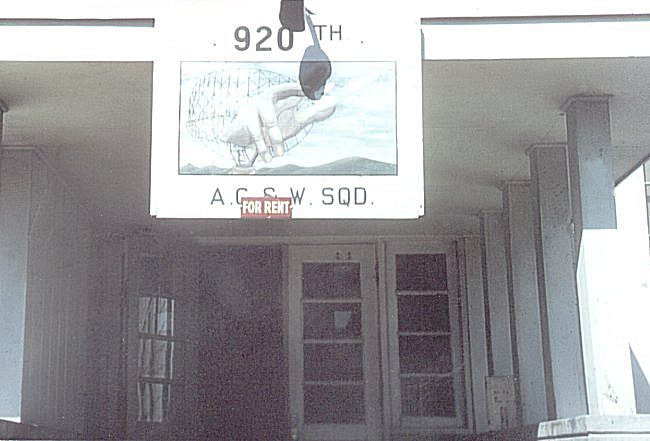 920TH
A.C. & W. SQD.
FOR RENT